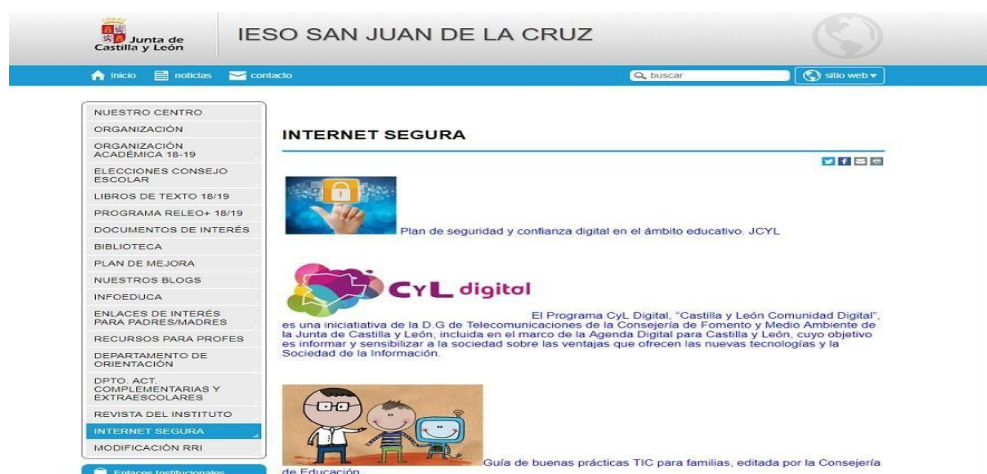 Junta de
Castilla y León
IESO SAN JUAN DE LA CRUZ
inicio noticias contacto buscar sitio web
NUESTRO CENTRO
ORGANIZACIÓN
ORGANIZACIÓN
ACADÉMICA 18-19
ELECCIONES CONSEJO
ESCOLAR
LIBROS DE TEXTO 18/19
PROGRAMA RELEO+ 18/19
DOCUMENTOS DE INTERÉS
BIBLIOTECA
PLAN DE MEJORA
NUESTROS BLOGS
INFOEDUCA
ENLACES DE INTERÉS
PARA PADRES/MADRES
RECURSOS PARA PROFES
DEPARTAMENTO DE
ORIENTACIÓN
DPTO. ACT.
COMPLEMENTARIAS Y
EXTRAESCOLARES
REVISTA DEL INSTITUTO
INTERNET SEGURA
MODIFICACIÓN RRI
Enlaces Institucionales
INTERNET SEGURA
Plan de seguridad y confianza digital en el ámbito educativo. JCYL
CYL digital
El Programa CyL Digital, "Castilla y León Comunidad Digital",
es una iniciatiativa de la D.G de Telecomunicaciones de la Consejería de Fomento y Medio Ambiente de
la Junta de Castilla y León, incluida en el marco de la Agenda Digital para Castilla y León, cuyo objetivo
es informar y sensibilizar a la sociedad sobre las ventajas que ofrecen las nuevas tecnologías y la
Sociedad de la Información.
Guía de buenas prácticas TIC para familias, editada por la Consejería
de Educación